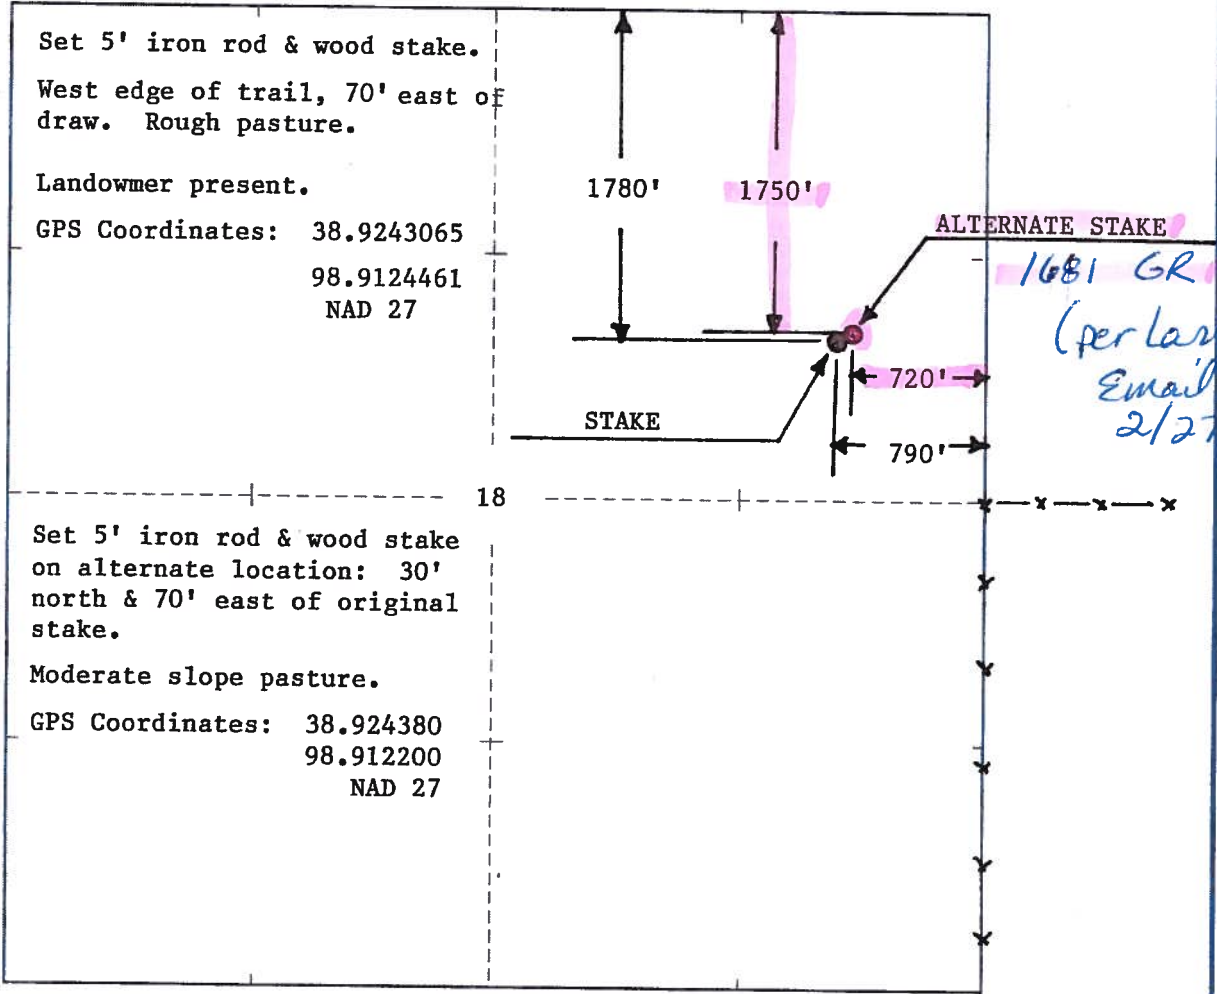 Set 5' iron rod & wood stake.
West edge of trail, 70' east of
draw. Rough pasture.
Landowmer present.
GPS Coordinates: 38.9243065
98.9124461
NAD 27
1780'
1750'
ALTERNATE STAKE
1681 GR
(per
Email
2/27
720'
STAKE
790'
18
Set 5' iron rod & wood stake
on alternate location: 30'
north & 70' east of original
stake.
Moderate slope pasture.
GPS Coordinates: 38.924380
98.912200
NAD 27